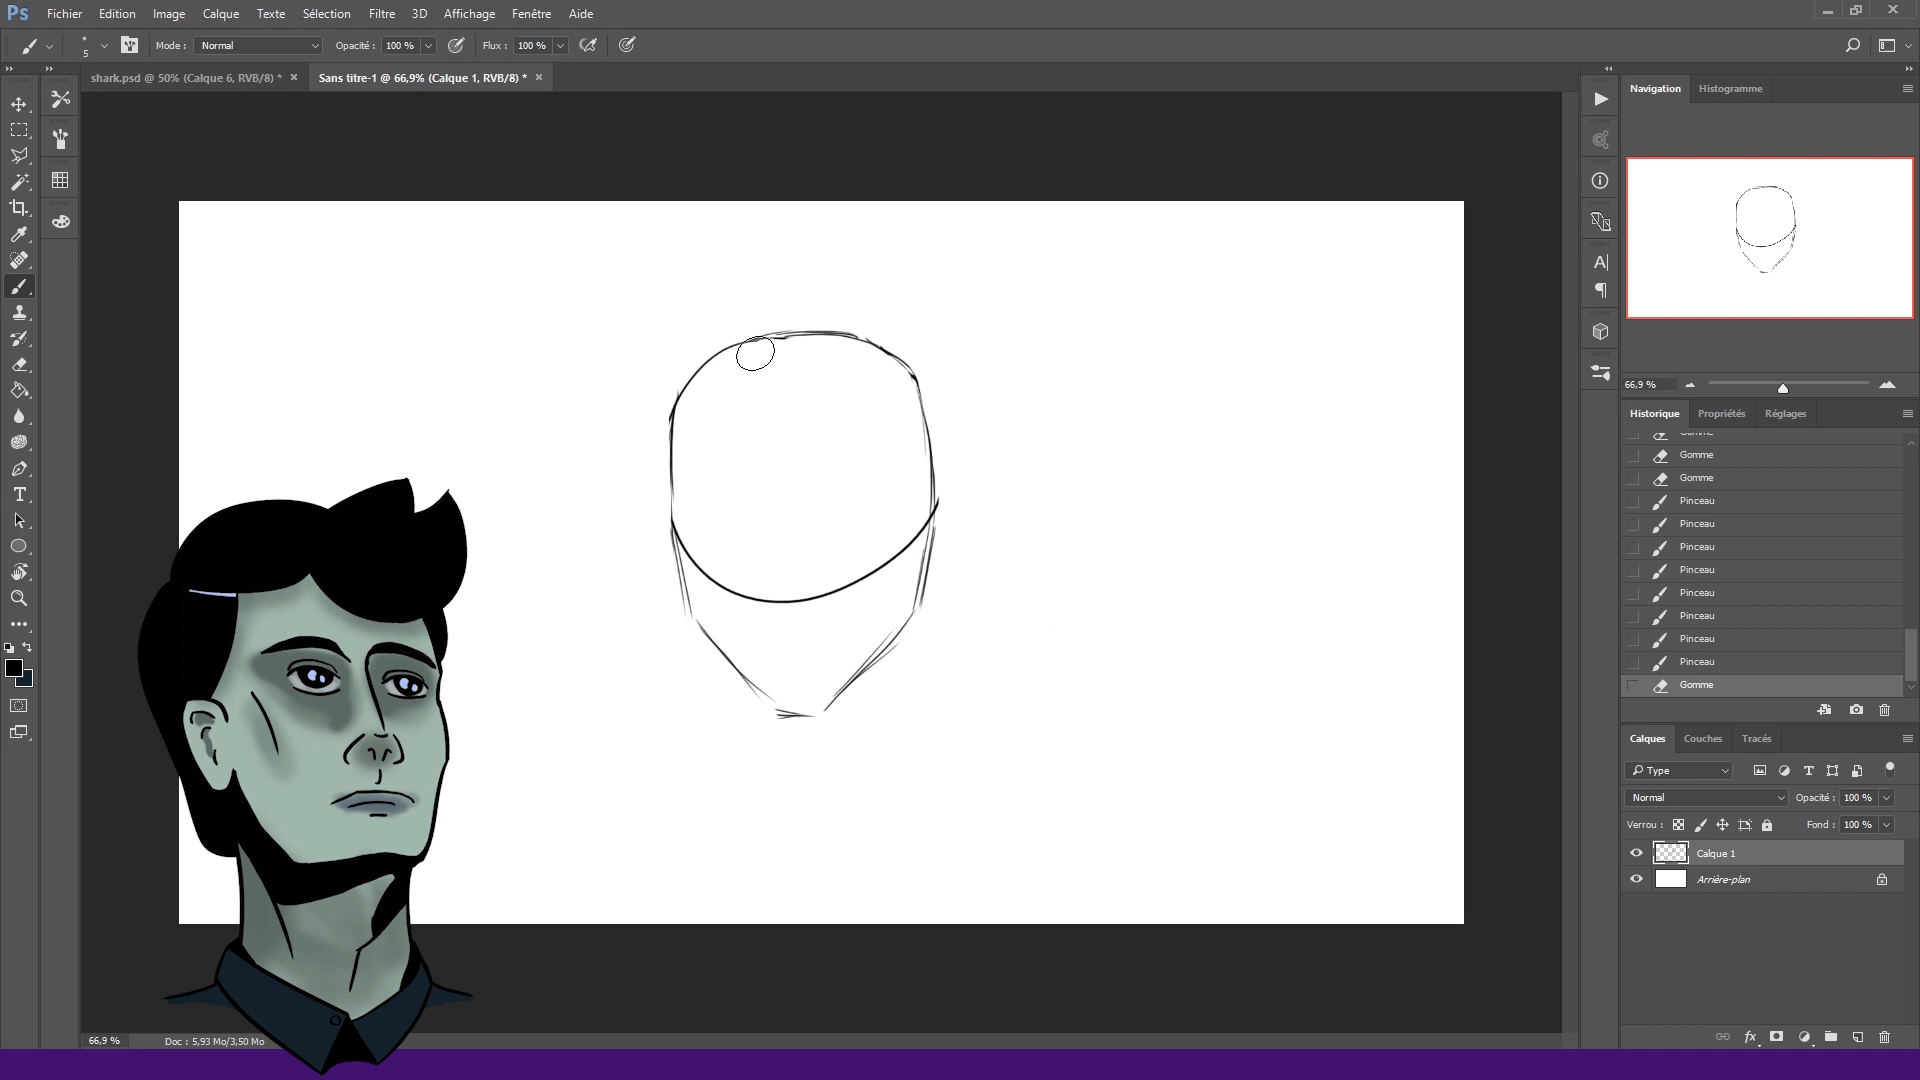 Ps Fichier Edition Image Calque Texte Sélection Filtre 3D Affichage Fenêtre Aide
5 Mode : Normal Opacité : 100 % Flux : 100 %
shark.psd @ 50% (Calque 6, RVB/8) * Sans titre-1 @ 66,9% (Calque 1, RVB/8) *
Navigation Histogramme
66,9 %
Historique Propriétés Réglages
Gomme
Gomme
Gomme
Pinceau
Pinceau
Pinceau
Pinceau
Pinceau
Pinceau
Pinceau
Pinceau
Gomme
Calques Couches Tracés
Type
Normal Opacité : 100 %
Verrou : Fond : 100 %
Calque 1
Arrière-plan
fx
66,9 % Doc : 5,93 Mo/3,50 Mo